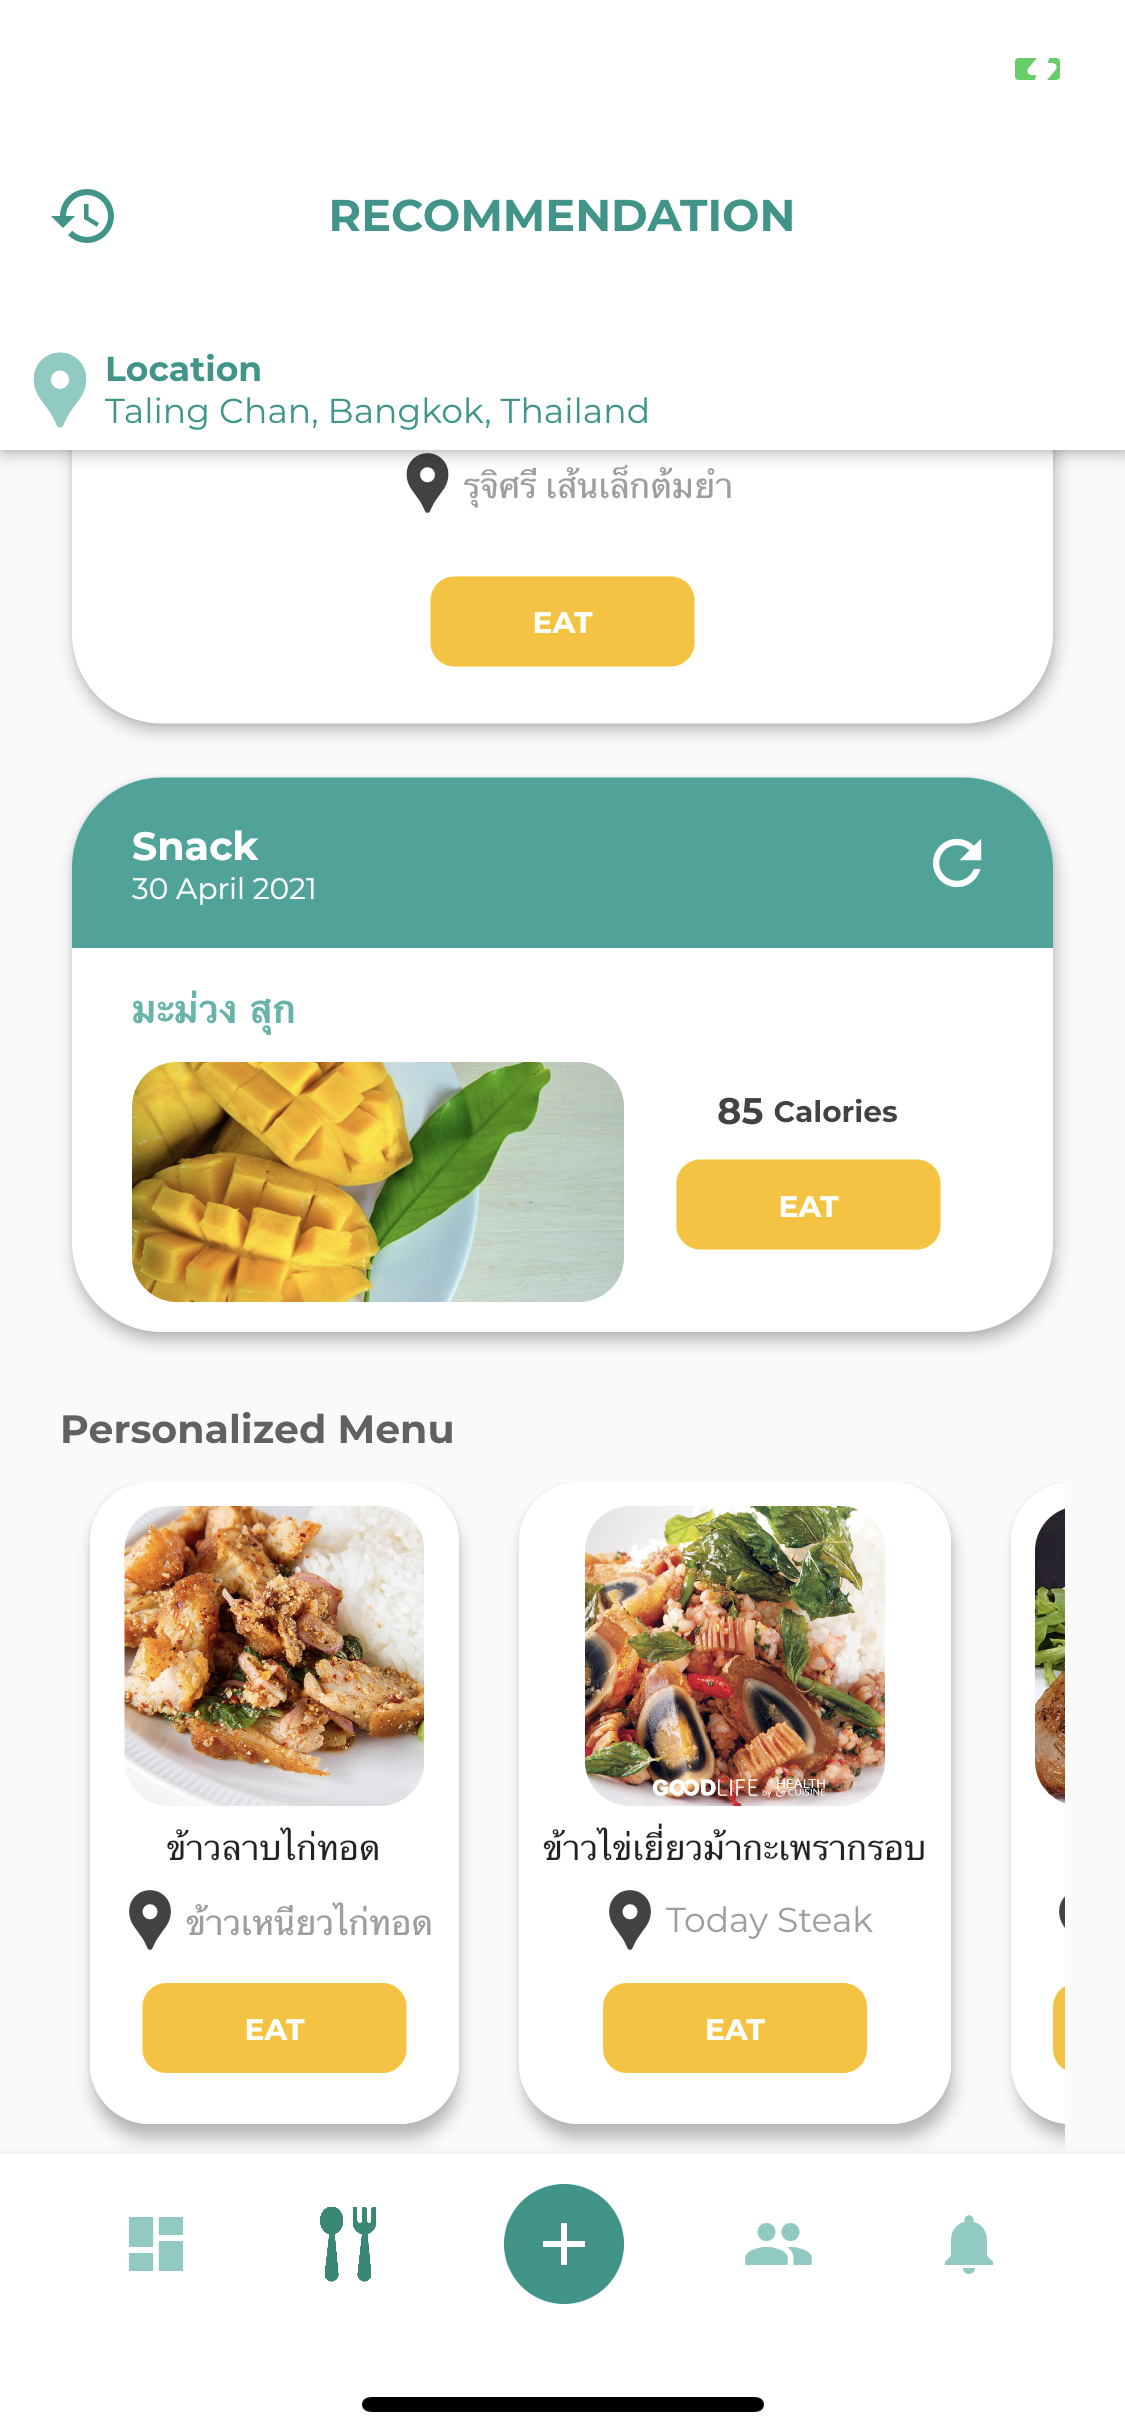 RECOMMENDATION
Location
Taling Chan, Bangkok, Thailand
รุจิศรี เส้นเล็กต้มยำ
EAT
Snack
30 April 2021
มะม่วง สุก
85 Calories
EAT
Personalized Menu
GOODLIFE by HEALTH & CUISINE
ข้าวลาบไก่ทอด
ข้าวไข่เยี่ยวม้ากะเพรากรอบ
ข้าวเหนียวไก่ทอด
Today Steak
EAT
EAT